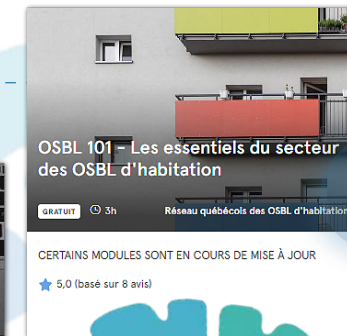 OSBL 101 - Les essentiels du secteur
des OSBL d'habitation
GRATUIT 3h Réseau québécois des OSBL d'habitation
CERTAINS MODULES SONT EN COURS DE MISE À JOUR
5,0 (basé sur 8 avis)